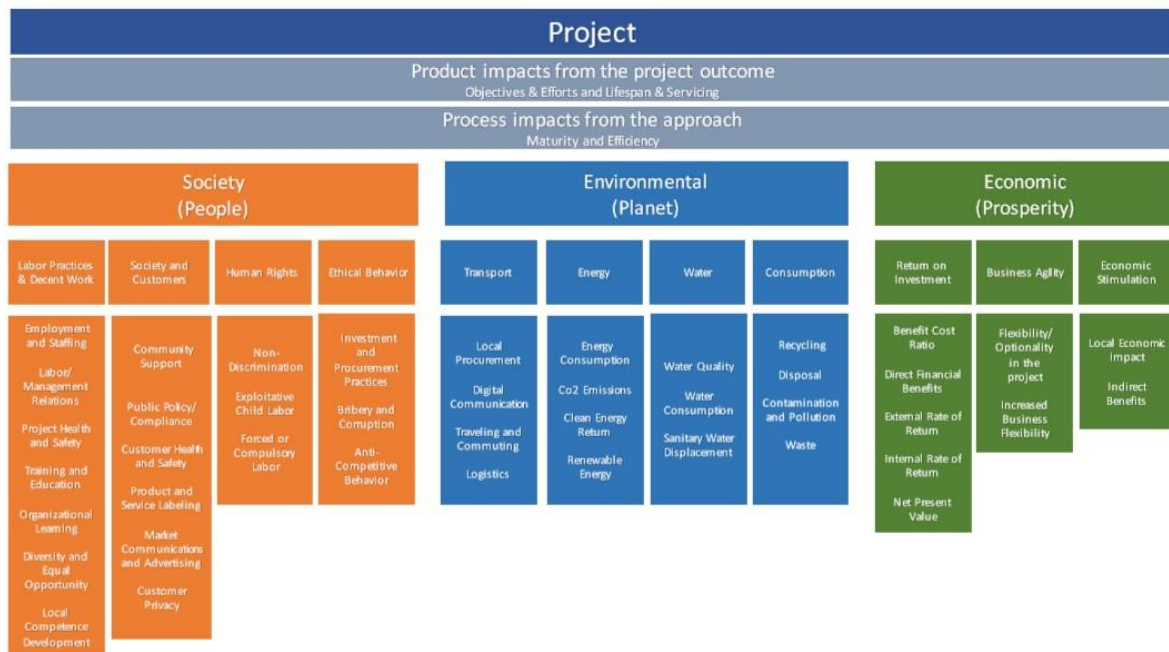 Project
Product impacts from the project outcome
Objectives & Efforts and Lifespan & Servicing
Process impacts from the approach
Maturity and Efficiency
Society
(People)
Labor Practices
& Decent Work
Employment
and Staffing
Labor/
Management
Relations
Project Health
and Safety
Training and
Education
Organizational
Learning
Diversity and
Equal
Opportunity
Local
Competence
Development
Society and
Customers
Community
Support
Public Policy/
Compliance
Customer Health
and Safety
Product and
Service Labeling
Market
Communications
and Advertising
Customer
Privacy
Human Rights
Non-
Discrimination
Exploitative
Child Labor
Forced or
Compulsory
Labor
Ethical Behavior
Investment
and
Procurement
Practices
Bribery and
Corruption
Anti-
Competitive
Behavior
Environmental
(Planet)
Transport
Local
Procurement
Digital
Communication
Traveling and
Commuting
Logistics
Energy
Energy
Consumption
Co2 Emissions
Clean Energy
Return
Renewable
Energy
Water
Water Quality
Water
Consumption
Sanitary Water
Displacement
Consumption
Recycling
Disposal
Contamination
and Pollution
Waste
Economic
(Prosperity)
Return on
Investment
Benefit Cost
Ratio
Direct Financial
Benefits
External Rate of
Return
Internal Rate of
Return
Net Present
Value
Business Agility
Flexibility/
Optionality
in the
project
Increased
Business
Flexibility
Economic
Stimulation
Local Economic
Impact
Indirect
Benefits